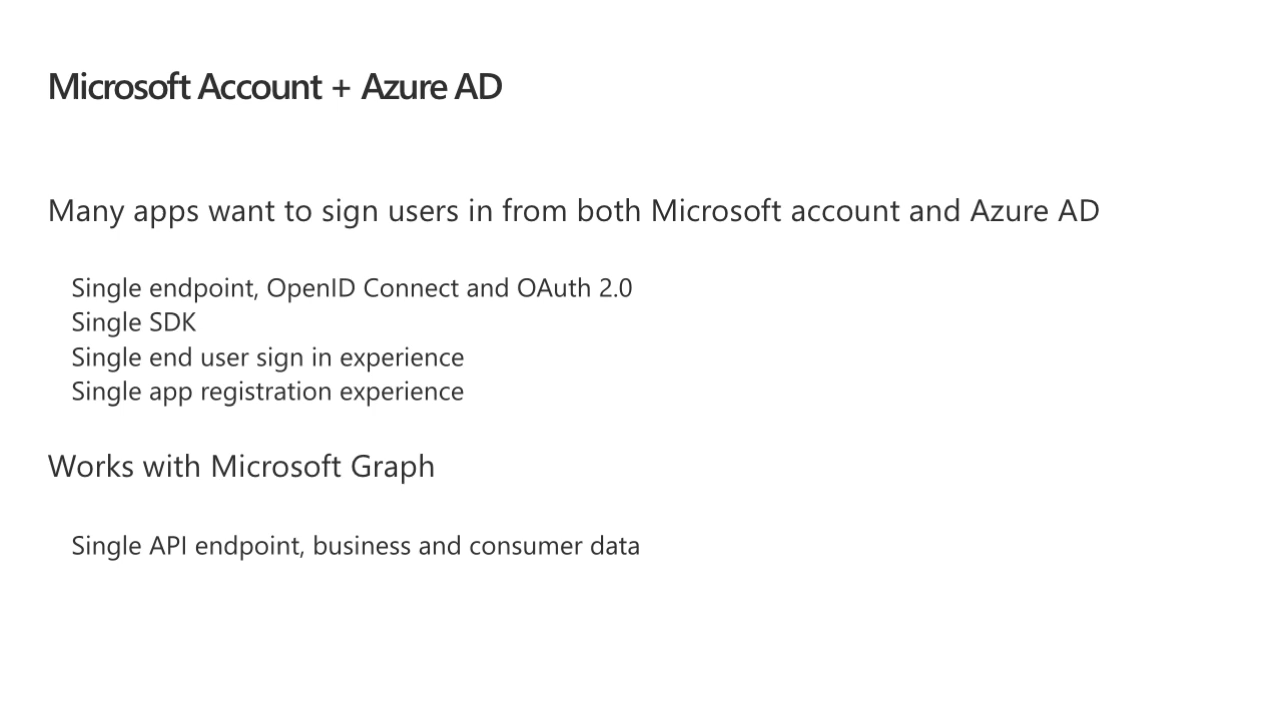 Microsoft Account + Azure AD
Many apps want to sign users in from both Microsoft account and Azure AD
Single endpoint, OpenID Connect and OAuth 2.0
Single SDK
Single end user sign in experience
Single app registration experience
Works with Microsoft Graph
Single API endpoint, business and consumer data